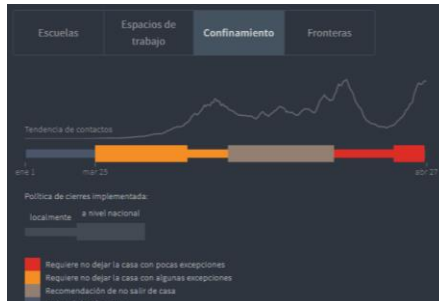 Escuelas
Espacios de
trabajo
Confinamiento
Fronteras
Tendencia de contactos
ene 1
mar 25
abr 27
Política de cierres implementada:
localmente
a nivel nacional
Requiere no dejar la casa con pocas excepciones
Requiere no dejar la casa con algunas excepciones
Recomendación de no salir de casa